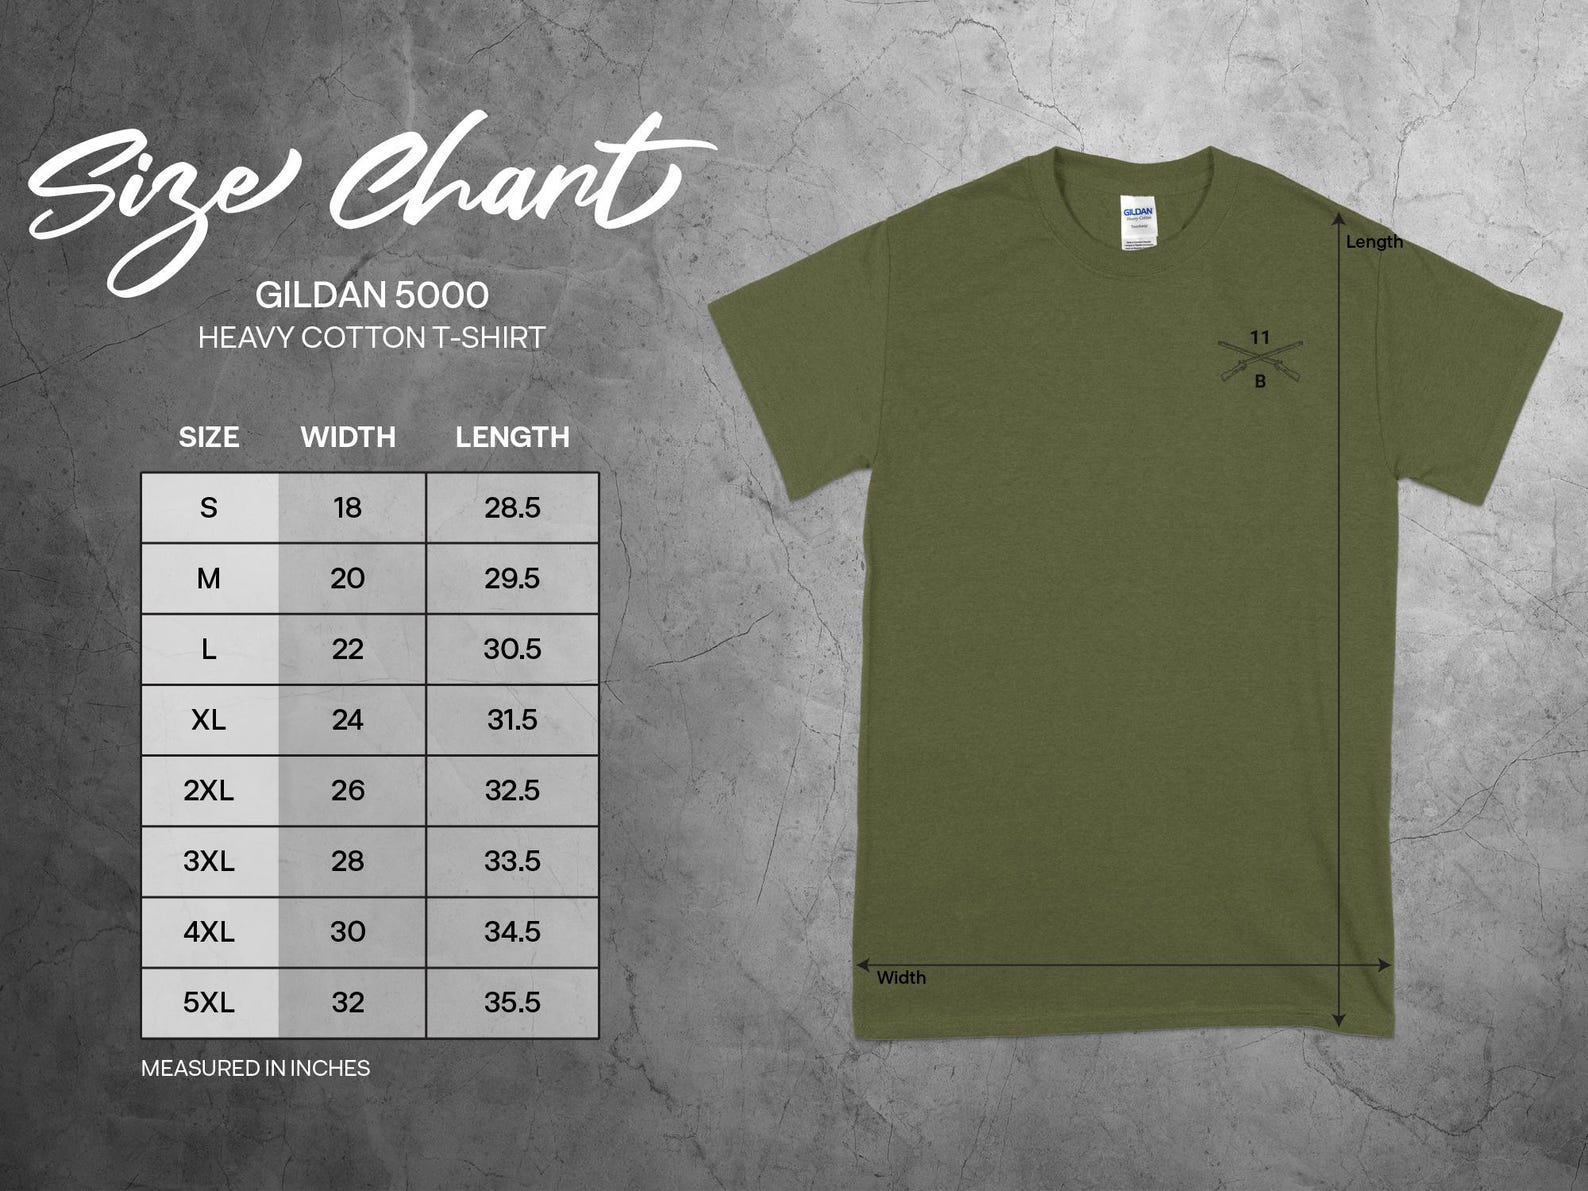 Size Chart
GILDAN 5000
HEAVY COTTON T-SHIRT
SIZE WIDTH LENGTH
S 18 28.5
M 20 29.5
L 22 30.5
XL 24 31.5
2XL 26 32.5
3XL 28 33.5
4XL 30 34.5
5XL 32 35.5
MEASURED IN INCHES
GILDAN
Heavy Cotton
Length
11
B
Width